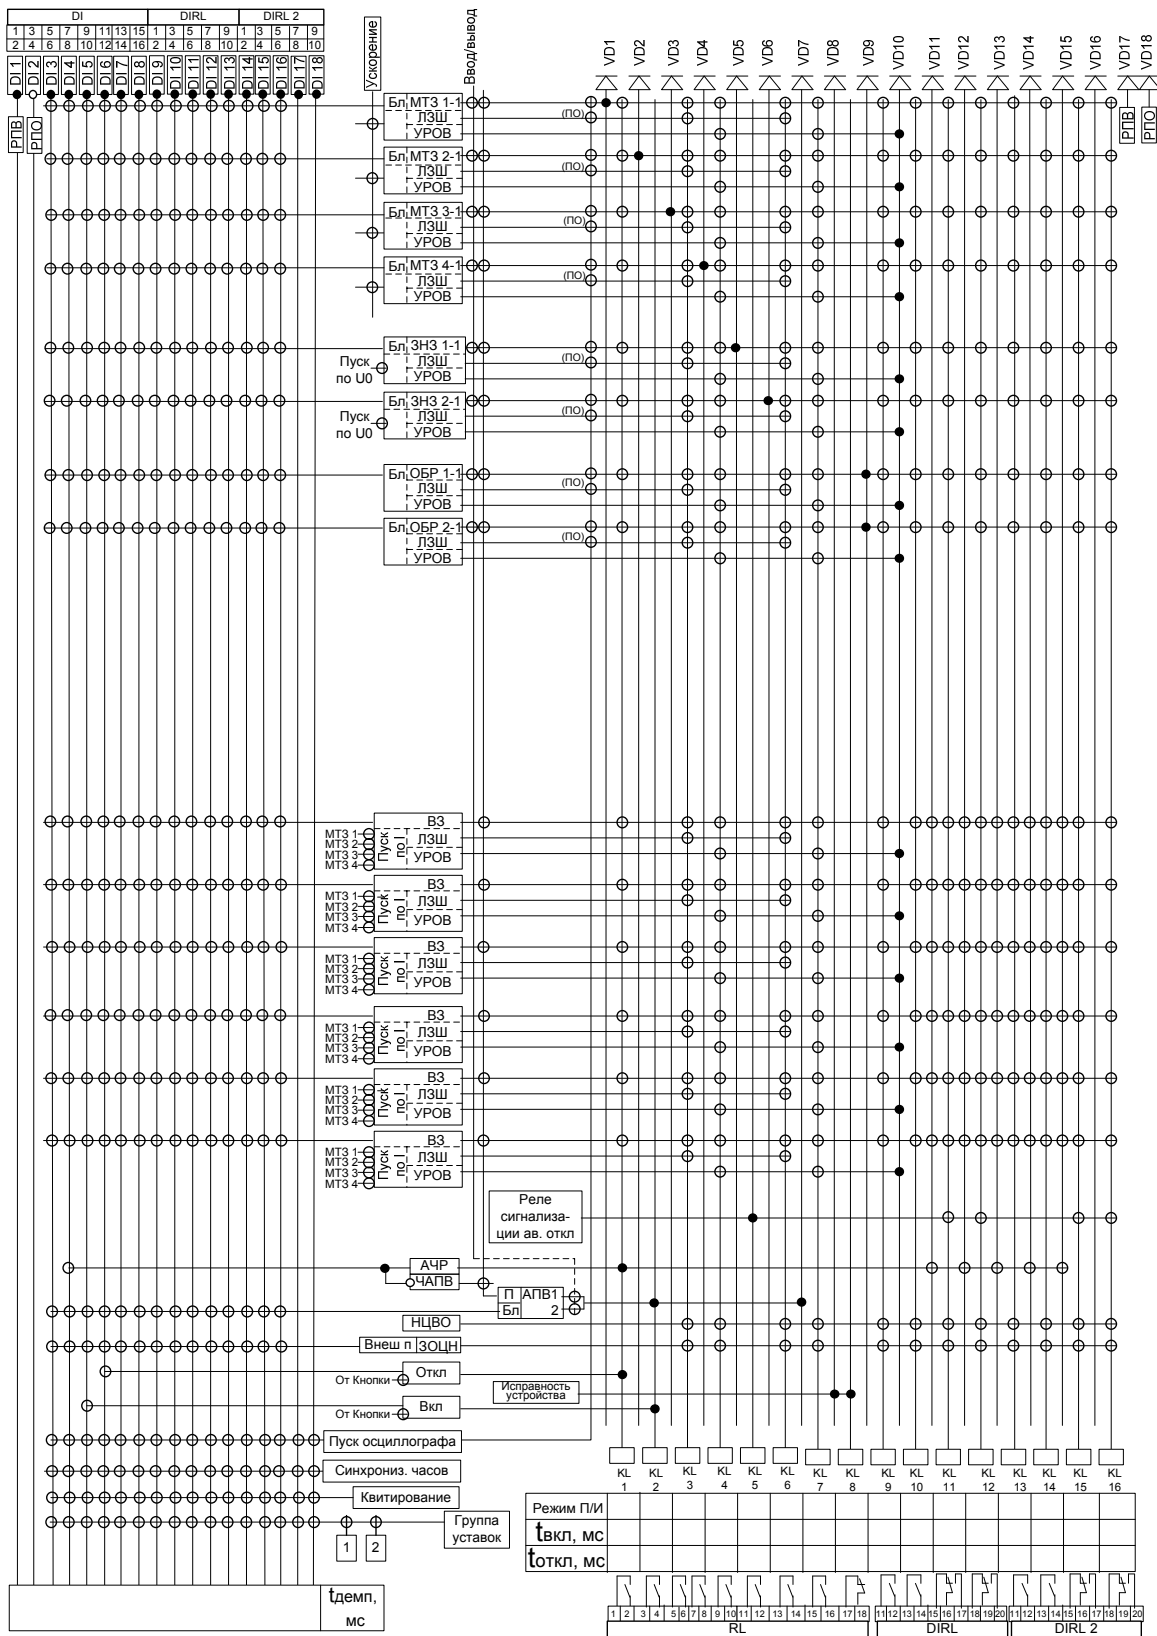 DI DIRL DIRL 2
1 3 5 7 9 11 13 15 1 3 5 7 9 1 3 5 7 9
2 4 6 8 10 12 14 16 2 4 6 8 10 2 4 6 8 10
DI 1 DI 2 DI 3 DI 4 DI 5 DI 6 DI 7 DI 8 DI 9 DI 10 DI 11 DI 12 DI 13 DI 14 DI 15 DI 16 DI 17 DI 18
Ускорение
Ввод/вывод
VD1 VD2 VD3 VD4 VD5 VD6 VD7 VD8 VD9 VD10 VD11 VD12 VD13 VD14 VD15 VD16 VD17 VD18
РПВ РПО
РПВ РПО
Бл МТЗ 1-1
ЛЗШ (ПО)
УРОВ
Бл МТЗ 2-1
ЛЗШ (ПО)
УРОВ
Бл МТЗ 3-1
ЛЗШ (ПО)
УРОВ
Бл МТЗ 4-1
ЛЗШ (ПО)
УРОВ
Пуск по U0
Бл ЗНЗ 1-1
ЛЗШ (ПО)
УРОВ
Пуск по U0
Бл ЗНЗ 2-1
ЛЗШ (ПО)
УРОВ
Бл ОБР 1-1
ЛЗШ (ПО)
УРОВ
Бл ОБР 2-1
ЛЗШ (ПО)
УРОВ
МТЗ 1
МТЗ 2
МТЗ 3
МТЗ 4
Пуск по I
ВЗ
ЛЗШ
УРОВ
МТЗ 1
МТЗ 2
МТЗ 3
МТЗ 4
Пуск по I
ВЗ
ЛЗШ
УРОВ
МТЗ 1
МТЗ 2
МТЗ 3
МТЗ 4
Пуск по I
ВЗ
ЛЗШ
УРОВ
МТЗ 1
МТЗ 2
МТЗ 3
МТЗ 4
Пуск по I
ВЗ
ЛЗШ
УРОВ
МТЗ 1
МТЗ 2
МТЗ 3
МТЗ 4
Пуск по I
ВЗ
ЛЗШ
УРОВ
МТЗ 1
МТЗ 2
МТЗ 3
МТЗ 4
Пуск по I
ВЗ
ЛЗШ
УРОВ
Реле
сигнализа-
ции ав. откл
АЧР
ЧАПВ
П АПВ1
Бл 2
НЦВО
Внеш п ЗОЦН
От Кнопки Откл
Исправность
устройства
От Кнопки Вкл
Пуск осциллографа
Синхрониз. часов
Квитирование
Группа
уставок
1 2
tдемп,
мс
KL KL KL KL KL KL KL KL KL KL KL KL KL KL KL KL
1 2 3 4 5 6 7 8 9 10 11 12 13 14 15 16
Режим П/И
tвкл, мс
tоткл, мс
1 2 3 4 5 6 7 8 9 10 11 12 13 14 15 16 17 18 11 12 13 14 15 16 17 18 19 20 11 12 13 14 15 16 17 18 19 20
RL DIRL DIRL 2